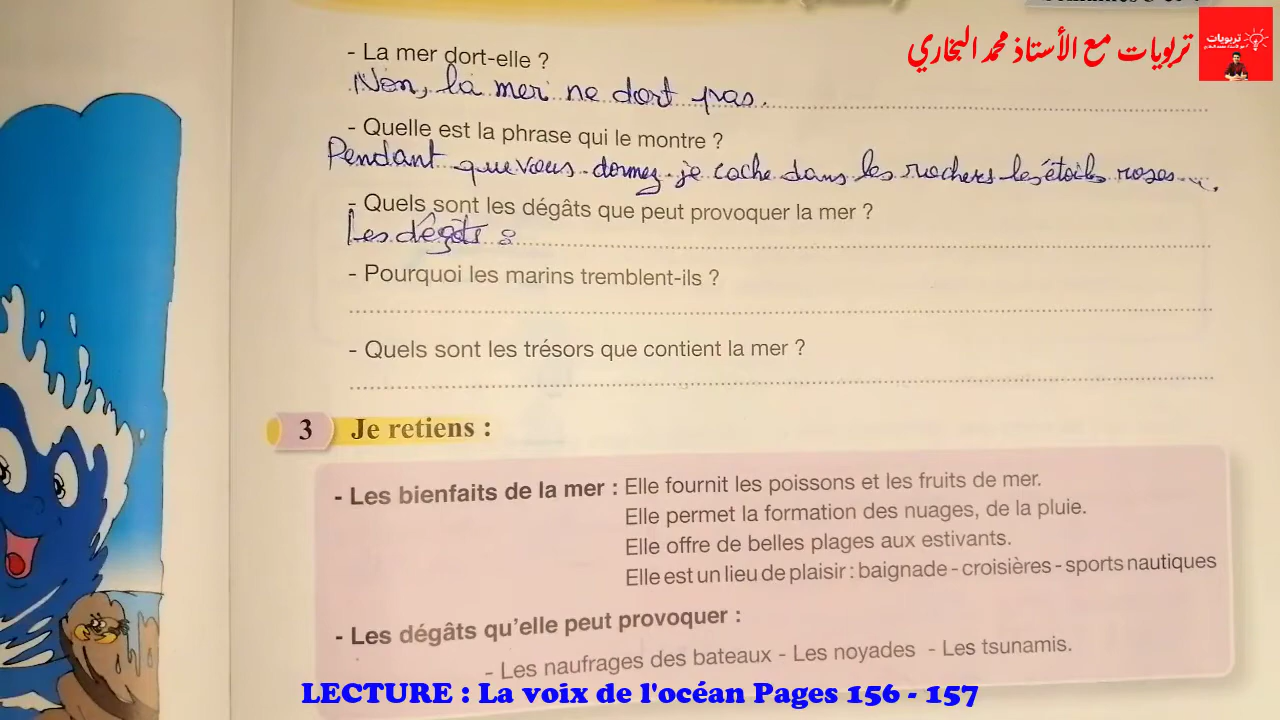 تربويات مع الأستاذ محمد البخاري
تربويات
- La mer dort-elle ?
Non, la mer ne dort pas.
- Quelle est la phrase qui le montre ?
Pendant que vous dormez je cache dans les rochers les étoiles roses....
- Quels sont les dégâts que peut provoquer la mer ?
Les dégâts :
- Pourquoi les marins tremblent-ils ?
- Quels sont les trésors que contient la mer ?
3 Je retiens :
- Les bienfaits de la mer : Elle fournit les poissons et les fruits de mer.
Elle permet la formation des nuages, de la pluie.
Elle offre de belles plages aux estivants.
Elle est un lieu de plaisir : baignade - croisières - sports nautiques
- Les dégâts qu'elle peut provoquer :
- Les naufrages des bateaux - Les noyades - Les tsunamis.
LECTURE : La voix de l'océan Pages 156 - 157